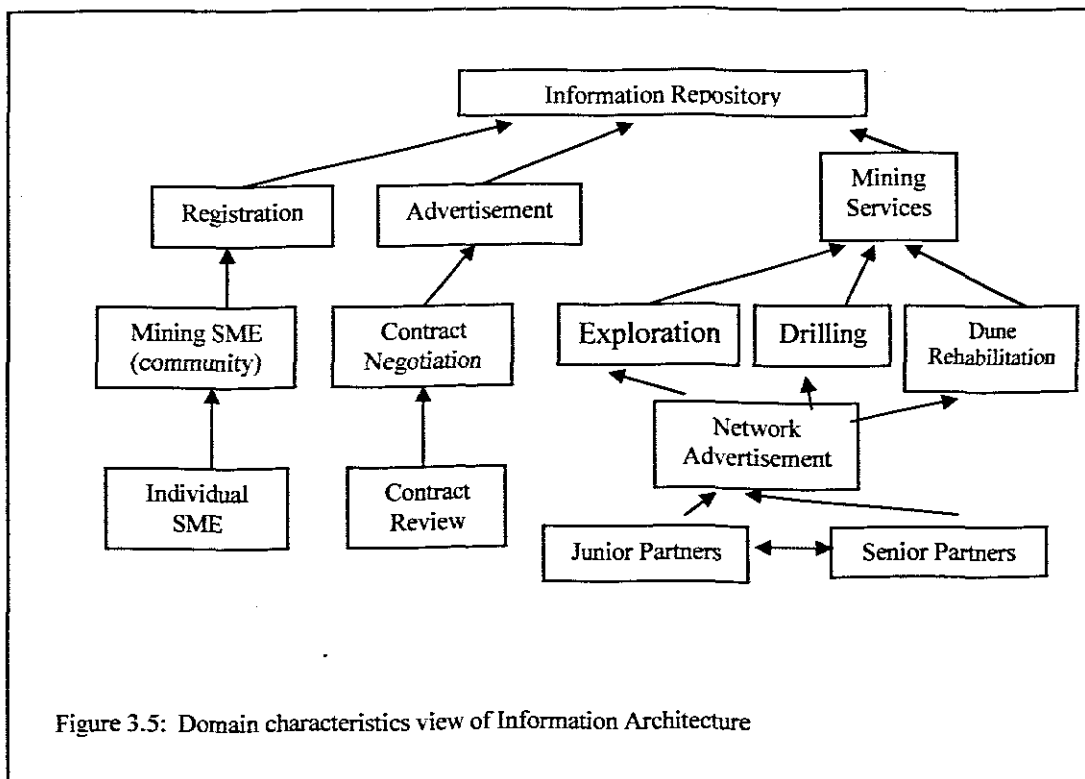 Information Repository
Registration
Advertisement
Mining
Services
Mining SME
(community)
Contract
Negotiation
Exploration
Drilling
Dune
Rehabilitation
Network
Advertisement
Individual
SME
Contract
Review
Junior Partners
Senior Partners
Figure 3.5: Domain characteristics view of Information Architecture